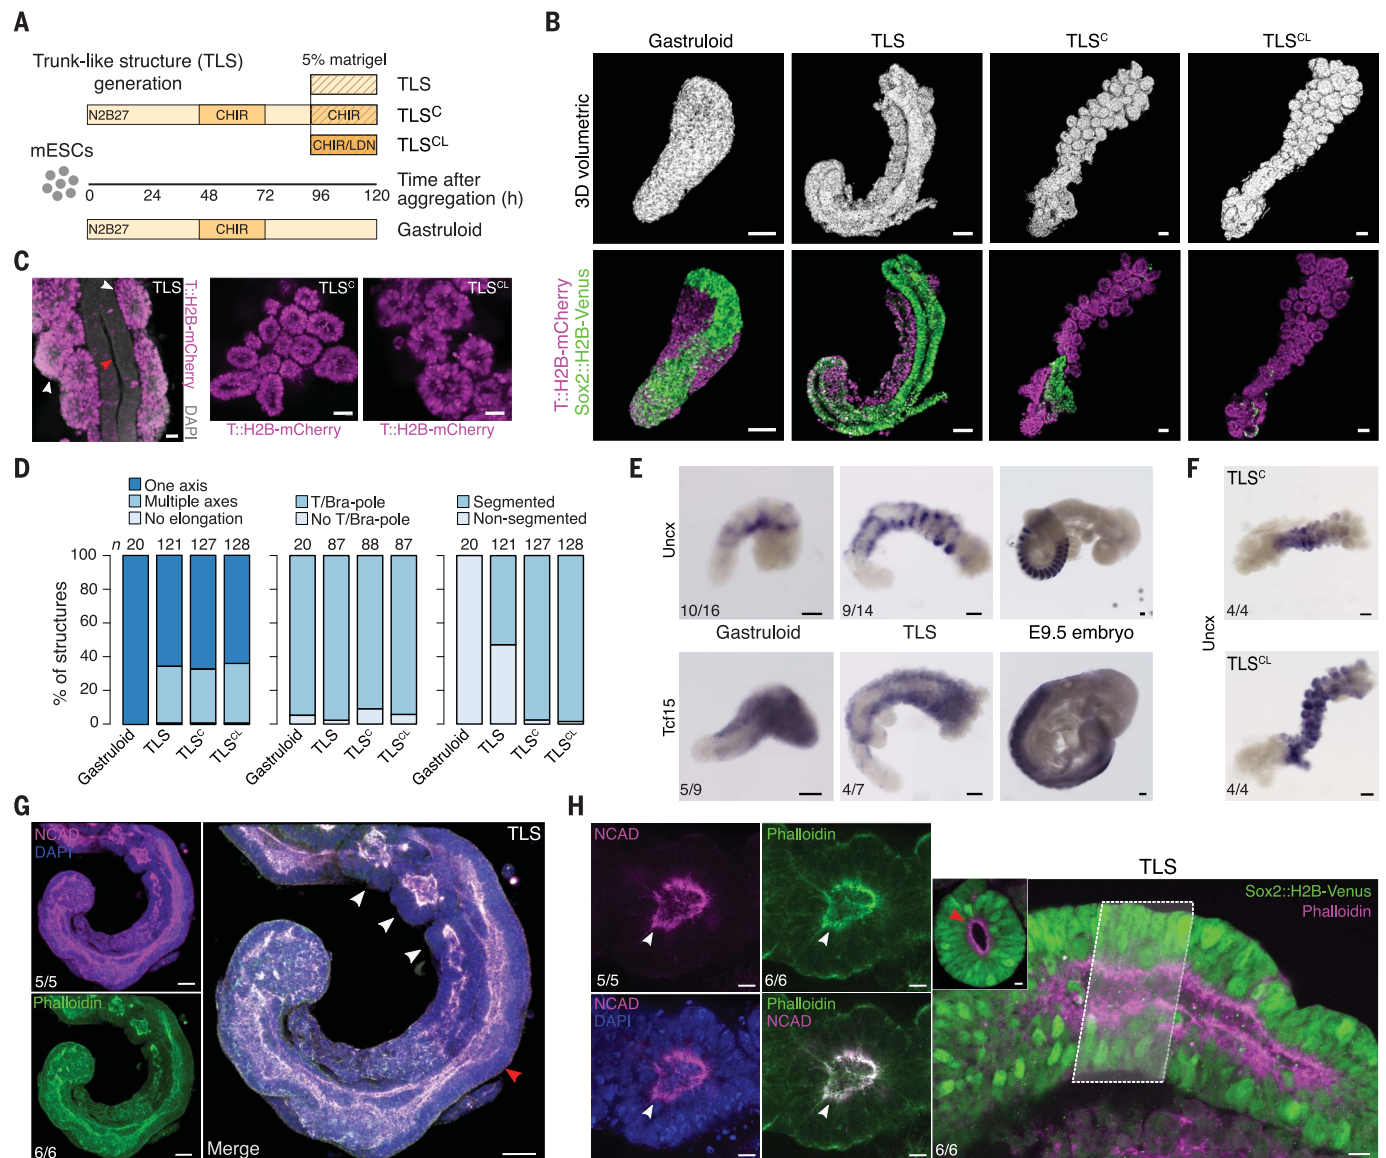 A
Trunk-like structure (TLS)
generation
5% matrigel
TLS
N2B27
CHIR
CHIR
TLSC
CHIR/LDN
TLSCL
mESCs
0
24
48
72
96
120
Time after
aggregation (h)
N2B27
CHIR
Gastruloid
B
Gastruloid
TLS
TLSC
TLSCL
3D volumetric
T::H2B-mCherry
Sox2::H2B-Venus
C
TLS
T::H2B-mCherry
DAPI
TLSC
T::H2B-mCherry
TLSCL
T::H2B-mCherry
D
One axis
Multiple axes
No elongation
T/Bra-pole
No T/Bra-pole
Segmented
Non-segmented
n 20 121 127 128
20 87 88 87
20 121 127 128
% of structures
100
80
60
40
20
0
Gastruloid
TLS
TLSC
TLSCL
Gastruloid
TLS
TLSC
TLSCL
Gastruloid
TLS
TLSC
TLSCL
E
Uncx
10/16
9/14
Gastruloid
TLS
E9.5 embryo
Tcf15
5/9
4/7
F
Uncx
TLSC
4/4
TLSCL
4/4
G
NCAD
DAPI
5/5
Phalloidin
6/6
TLS
Merge
H
NCAD
5/5
Phalloidin
6/6
NCAD
DAPI
Phalloidin
NCAD
TLS
Sox2::H2B-Venus
Phalloidin
6/6